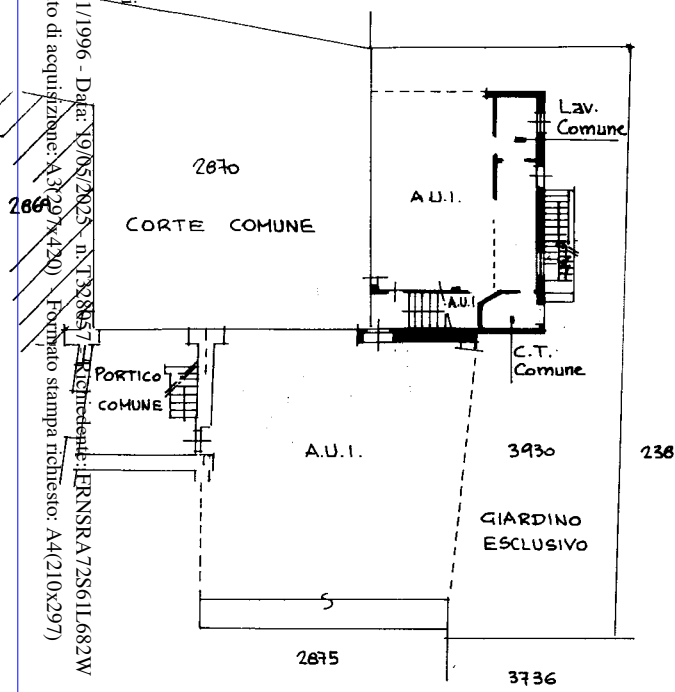 1/1996 - Data: 19/05/2025 - n. T328057 - Richiedente: FRNSRA72S61L682W
to di acquisizione: A3(297x420) - Formato stampa richiesto: A4(210x297)
Lav.
Comune
2870
2869
A.U.I.
CORTE COMUNE
A.U.I
C.T.
Comune
PORTICO
COMUNE
A.U.I.
3930
238
GIARDINO
ESCLUSIVO
S
2875
3736